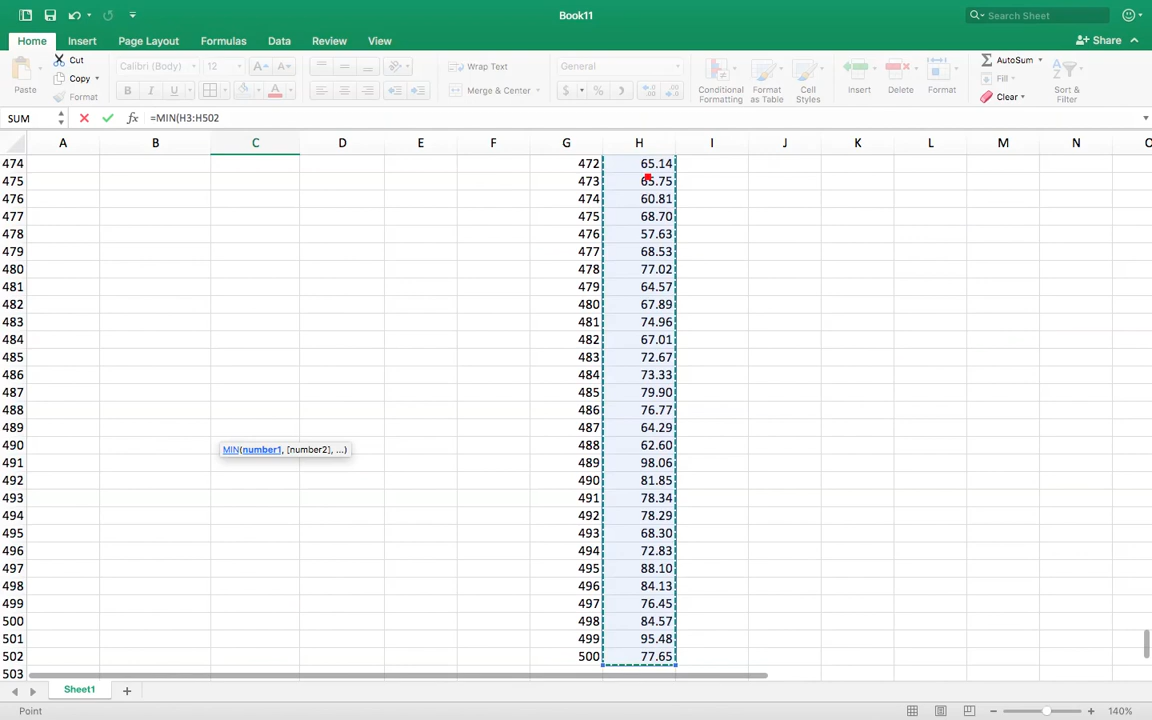 Book11
Search Sheet
Home Insert Page Layout Formulas Data Review View
Share
Paste
Cut
Copy
Format
Calibri (Body) 12 A A
B I U A
Wrap Text
Merge & Center
General
$ % )
Conditional Formatting
Format as Table
Cell Styles
Insert
Delete
Format
AutoSum
Fill
Clear
Sort & Filter
SUM fx =MIN(H3:H502
A B C D E F G H I J K L M N O
474 472 65.14
475 473 65.75
476 474 60.81
477 475 68.70
478 476 57.63
479 477 68.53
480 478 77.02
481 479 64.57
482 480 67.89
483 481 74.96
484 482 67.01
485 483 72.67
486 484 73.33
487 485 79.90
488 486 76.77
489 487 64.29
490 MIN(number1, [number2], ...) 488 62.60
491 489 98.06
492 490 81.85
493 491 78.34
494 492 78.29
495 493 68.30
496 494 72.83
497 495 88.10
498 496 84.13
499 497 76.45
500 498 84.57
501 499 95.48
502 500 77.65
503
Sheet1
Point
140%